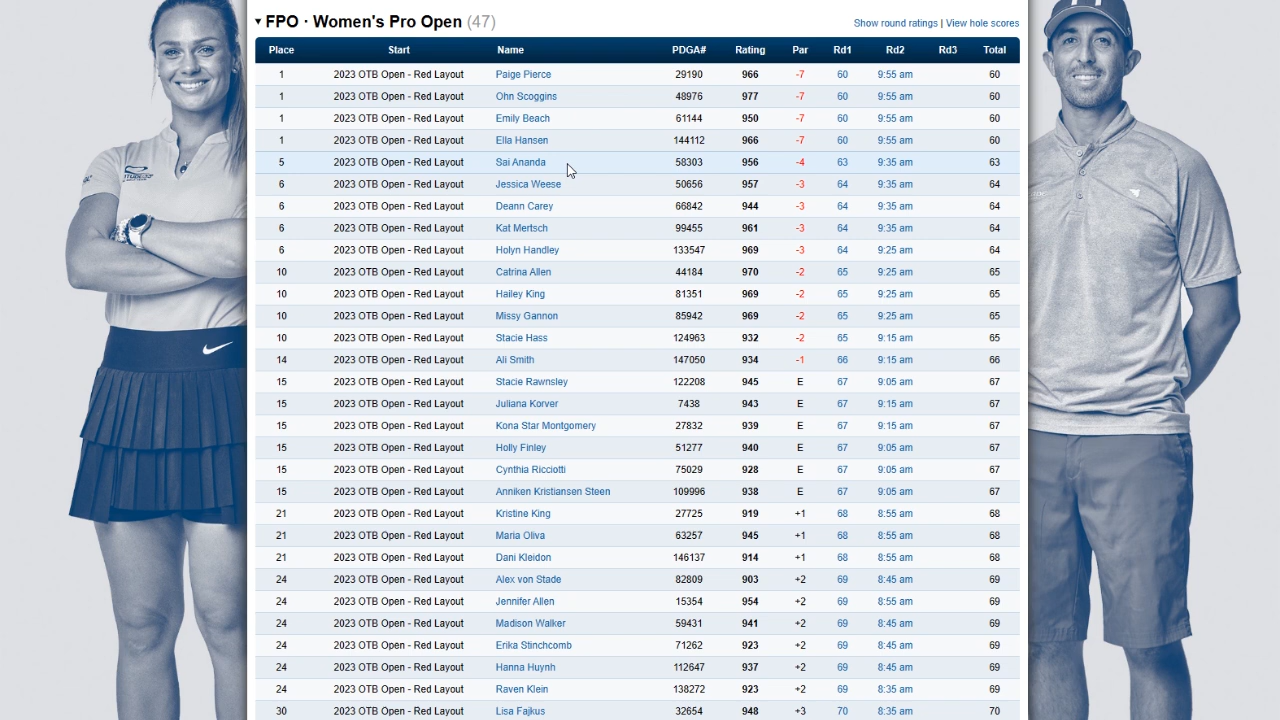 ▾ FPO · Women's Pro Open (47) Show round ratings | View hole scores
Place Start Name PDGA# Rating Par Rd1 Rd2 Rd3 Total
1 2023 OTB Open - Red Layout Paige Pierce 29190 966 -7 60 9:55 am 60
1 2023 OTB Open - Red Layout Ohn Scoggins 48976 977 -7 60 9:55 am 60
1 2023 OTB Open - Red Layout Emily Beach 61144 950 -7 60 9:55 am 60
1 2023 OTB Open - Red Layout Ella Hansen 144112 966 -7 60 9:55 am 60
5 2023 OTB Open - Red Layout Sai Ananda 58303 956 -4 63 9:35 am 63
6 2023 OTB Open - Red Layout Jessica Weese 50656 957 -3 64 9:35 am 64
6 2023 OTB Open - Red Layout Deann Carey 66842 944 -3 64 9:35 am 64
6 2023 OTB Open - Red Layout Kat Mertsch 99455 961 -3 64 9:35 am 64
6 2023 OTB Open - Red Layout Holyn Handley 133547 969 -3 64 9:25 am 64
10 2023 OTB Open - Red Layout Catrina Allen 44184 970 -2 65 9:25 am 65
10 2023 OTB Open - Red Layout Hailey King 81351 969 -2 65 9:25 am 65
10 2023 OTB Open - Red Layout Missy Gannon 85942 969 -2 65 9:25 am 65
10 2023 OTB Open - Red Layout Stacie Hass 124963 932 -2 65 9:15 am 65
14 2023 OTB Open - Red Layout Ali Smith 147050 934 -1 66 9:15 am 66
15 2023 OTB Open - Red Layout Stacie Rawnsley 122208 945 E 67 9:05 am 67
15 2023 OTB Open - Red Layout Juliana Korver 7438 943 E 67 9:15 am 67
15 2023 OTB Open - Red Layout Kona Star Montgomery 27832 939 E 67 9:15 am 67
15 2023 OTB Open - Red Layout Holly Finley 51277 940 E 67 9:05 am 67
15 2023 OTB Open - Red Layout Cynthia Ricciotti 75029 928 E 67 9:05 am 67
15 2023 OTB Open - Red Layout Anniken Kristiansen Steen 109996 938 E 67 9:05 am 67
21 2023 OTB Open - Red Layout Kristine King 27725 919 +1 68 8:55 am 68
21 2023 OTB Open - Red Layout Maria Oliva 63257 945 +1 68 8:55 am 68
21 2023 OTB Open - Red Layout Dani Kleidon 146137 914 +1 68 8:55 am 68
24 2023 OTB Open - Red Layout Alex von Stade 82809 903 +2 69 8:45 am 69
24 2023 OTB Open - Red Layout Jennifer Allen 15354 954 +2 69 8:55 am 69
24 2023 OTB Open - Red Layout Madison Walker 59431 941 +2 69 8:45 am 69
24 2023 OTB Open - Red Layout Erika Stinchcomb 71262 923 +2 69 8:45 am 69
24 2023 OTB Open - Red Layout Hanna Huynh 112647 937 +2 69 8:45 am 69
24 2023 OTB Open - Red Layout Raven Klein 138272 923 +2 69 8:35 am 69
30 2023 OTB Open - Red Layout Lisa Fajkus 32654 948 +3 70 8:35 am 70